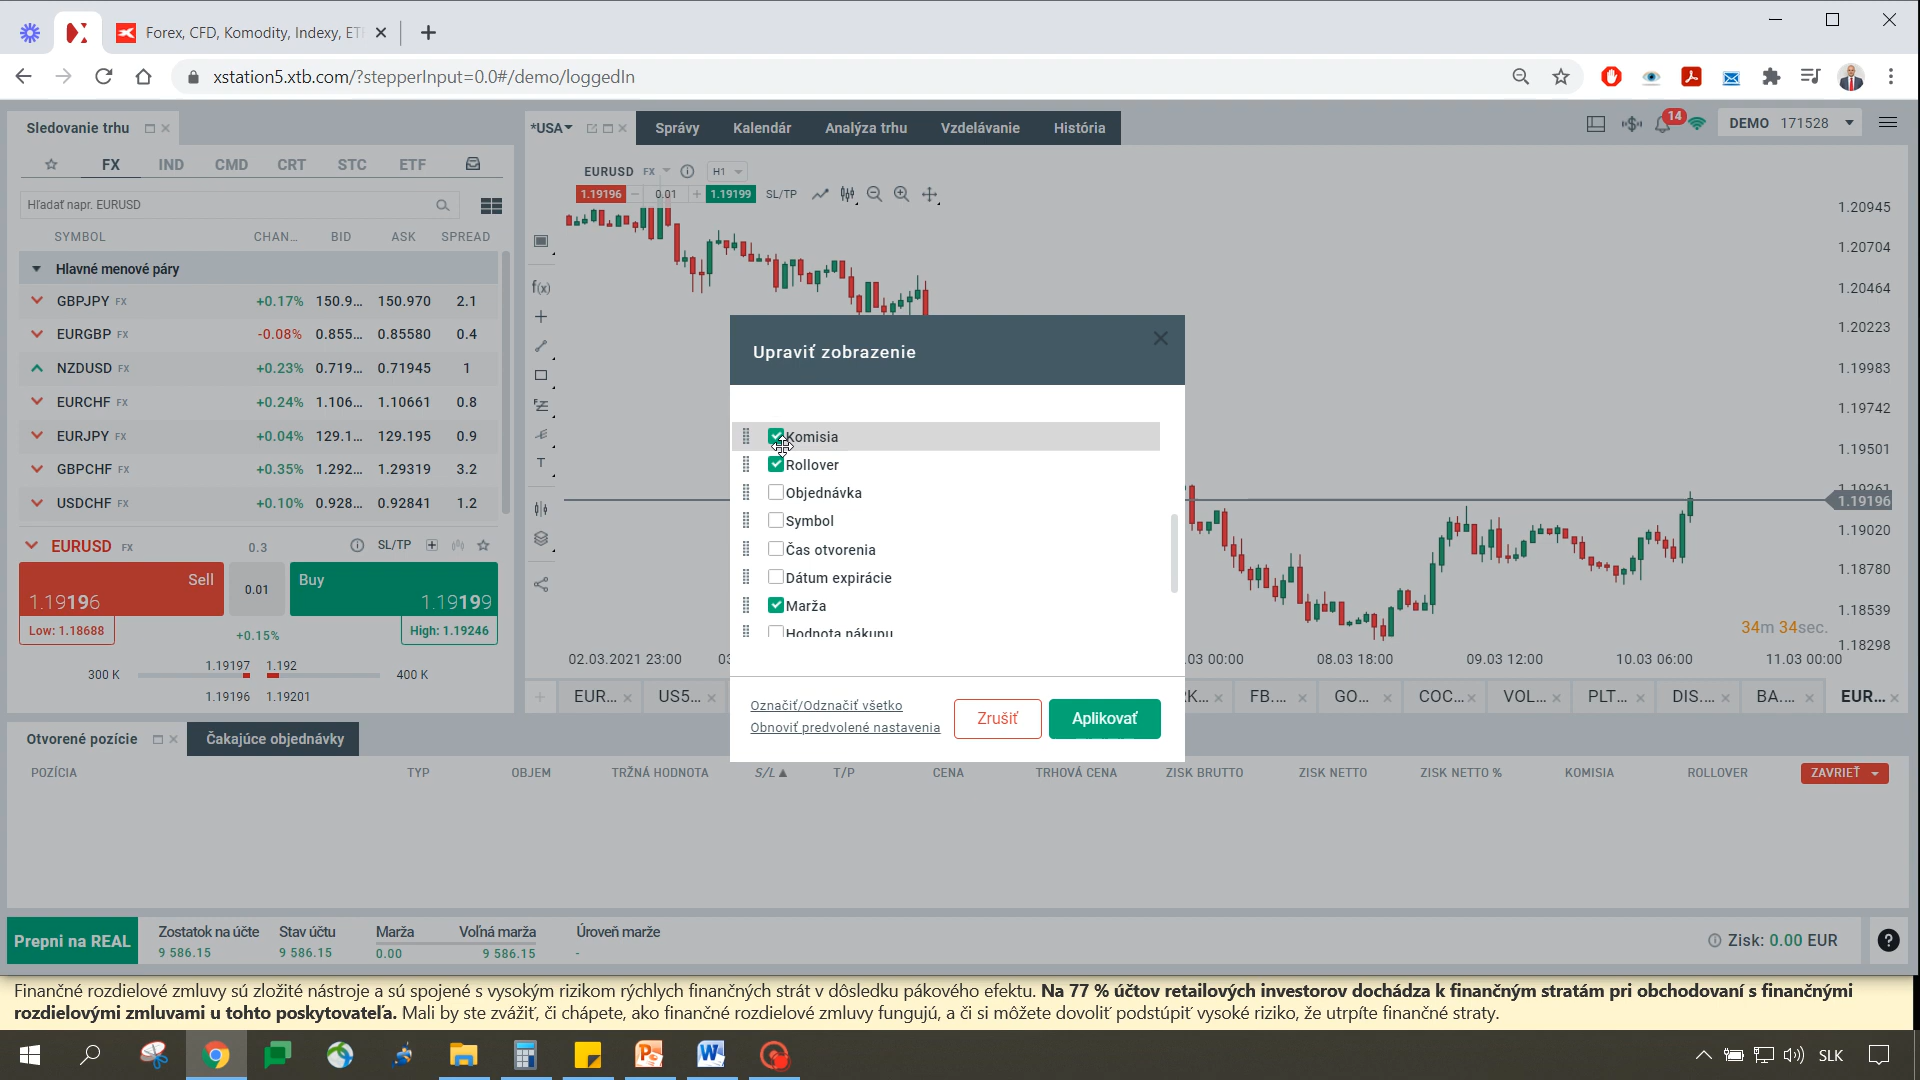 Forex, CFD, Komodity, Indexy, ET
xstation5.xtb.com/?stepperInput=0.0#/demo/loggedIn
Sledovanie trhu
*USA
Správy Kalendár Analýza trhu Vzdelávanie História
14
DEMO 171528
FX IND CMD CRT STC ETF
Hľadať napr. EURUSD
SYMBOL CHAN... BID ASK SPREAD
Hlavné menové páry
GBPJPY FX +0.17% 150.9... 150.970 2.1
EURGBP FX -0.08% 0.855... 0.85580 0.4
NZDUSD FX +0.23% 0.719... 0.71945 1
EURCHF FX +0.24% 1.106... 1.10661 0.8
EURJPY FX +0.04% 129.1... 129.195 0.9
GBPCHF FX +0.35% 1.292... 1.29319 3.2
USDCHF FX +0.10% 0.928... 0.92841 1.2
EURUSD FX 0.3 SL/TP
Sell 0.01 Buy
1.19196 1.19199
Low: 1.18688 +0.15% High: 1.19246
1.19197 1.192
300 K 400 K
1.19196 1.19201
EURUSD FX H1
1.19196 0.01 1.19199 SL/TP
f(x)
T
1.20945
1.20704
1.20464
1.20223
1.19983
1.19742
1.19501
1.19261
1.19196
1.19020
1.18780
1.18539
1.18298
34m 34sec.
02.03.2021 23:00 03 .03 00:00 08.03 18:00 09.03 12:00 10.03 06:00 11.03 00:00
EUR... US5... K... FB.... GO... COC... VOL... PLT... DIS.... BA.... EUR...
Upraviť zobrazenie
Komisia
Rollover
Objednávka
Symbol
Čas otvorenia
Dátum expirácie
Marža
Hodnota nákupu
Označiť/Odznačiť všetko
Obnoviť predvolené nastavenia
Zrušiť
Aplikovať
Otvorené pozície Čakajúce objednávky
POZÍCIA TYP OBJEM TRŽNÁ HODNOTA S/L T/P CENA TRHOVÁ CENA ZISK BRUTTO ZISK NETTO ZISK NETTO % KOMISIA ROLLOVER ZAVRIEŤ
Prepni na REAL
Zostatok na účte Stav účtu Marža Voľná marža Úroveň marže
9 586.15 9 586.15 0.00 9 586.15 -
Zisk: 0.00 EUR
Finančné rozdielové zmluvy sú zložité nástroje a sú spojené s vysokým rizikom rýchlych finančných strát v dôsledku pákového efektu. Na 77 % účtov retailových investorov dochádza k finančným stratám pri obchodovaní s finančnými
rozdielovými zmluvami u tohto poskytovateľa. Mali by ste zvážiť, či chápete, ako finančné rozdielové zmluvy fungujú, a či si môžete dovoliť podstúpiť vysoké riziko, že utrpíte finančné straty.
SLK